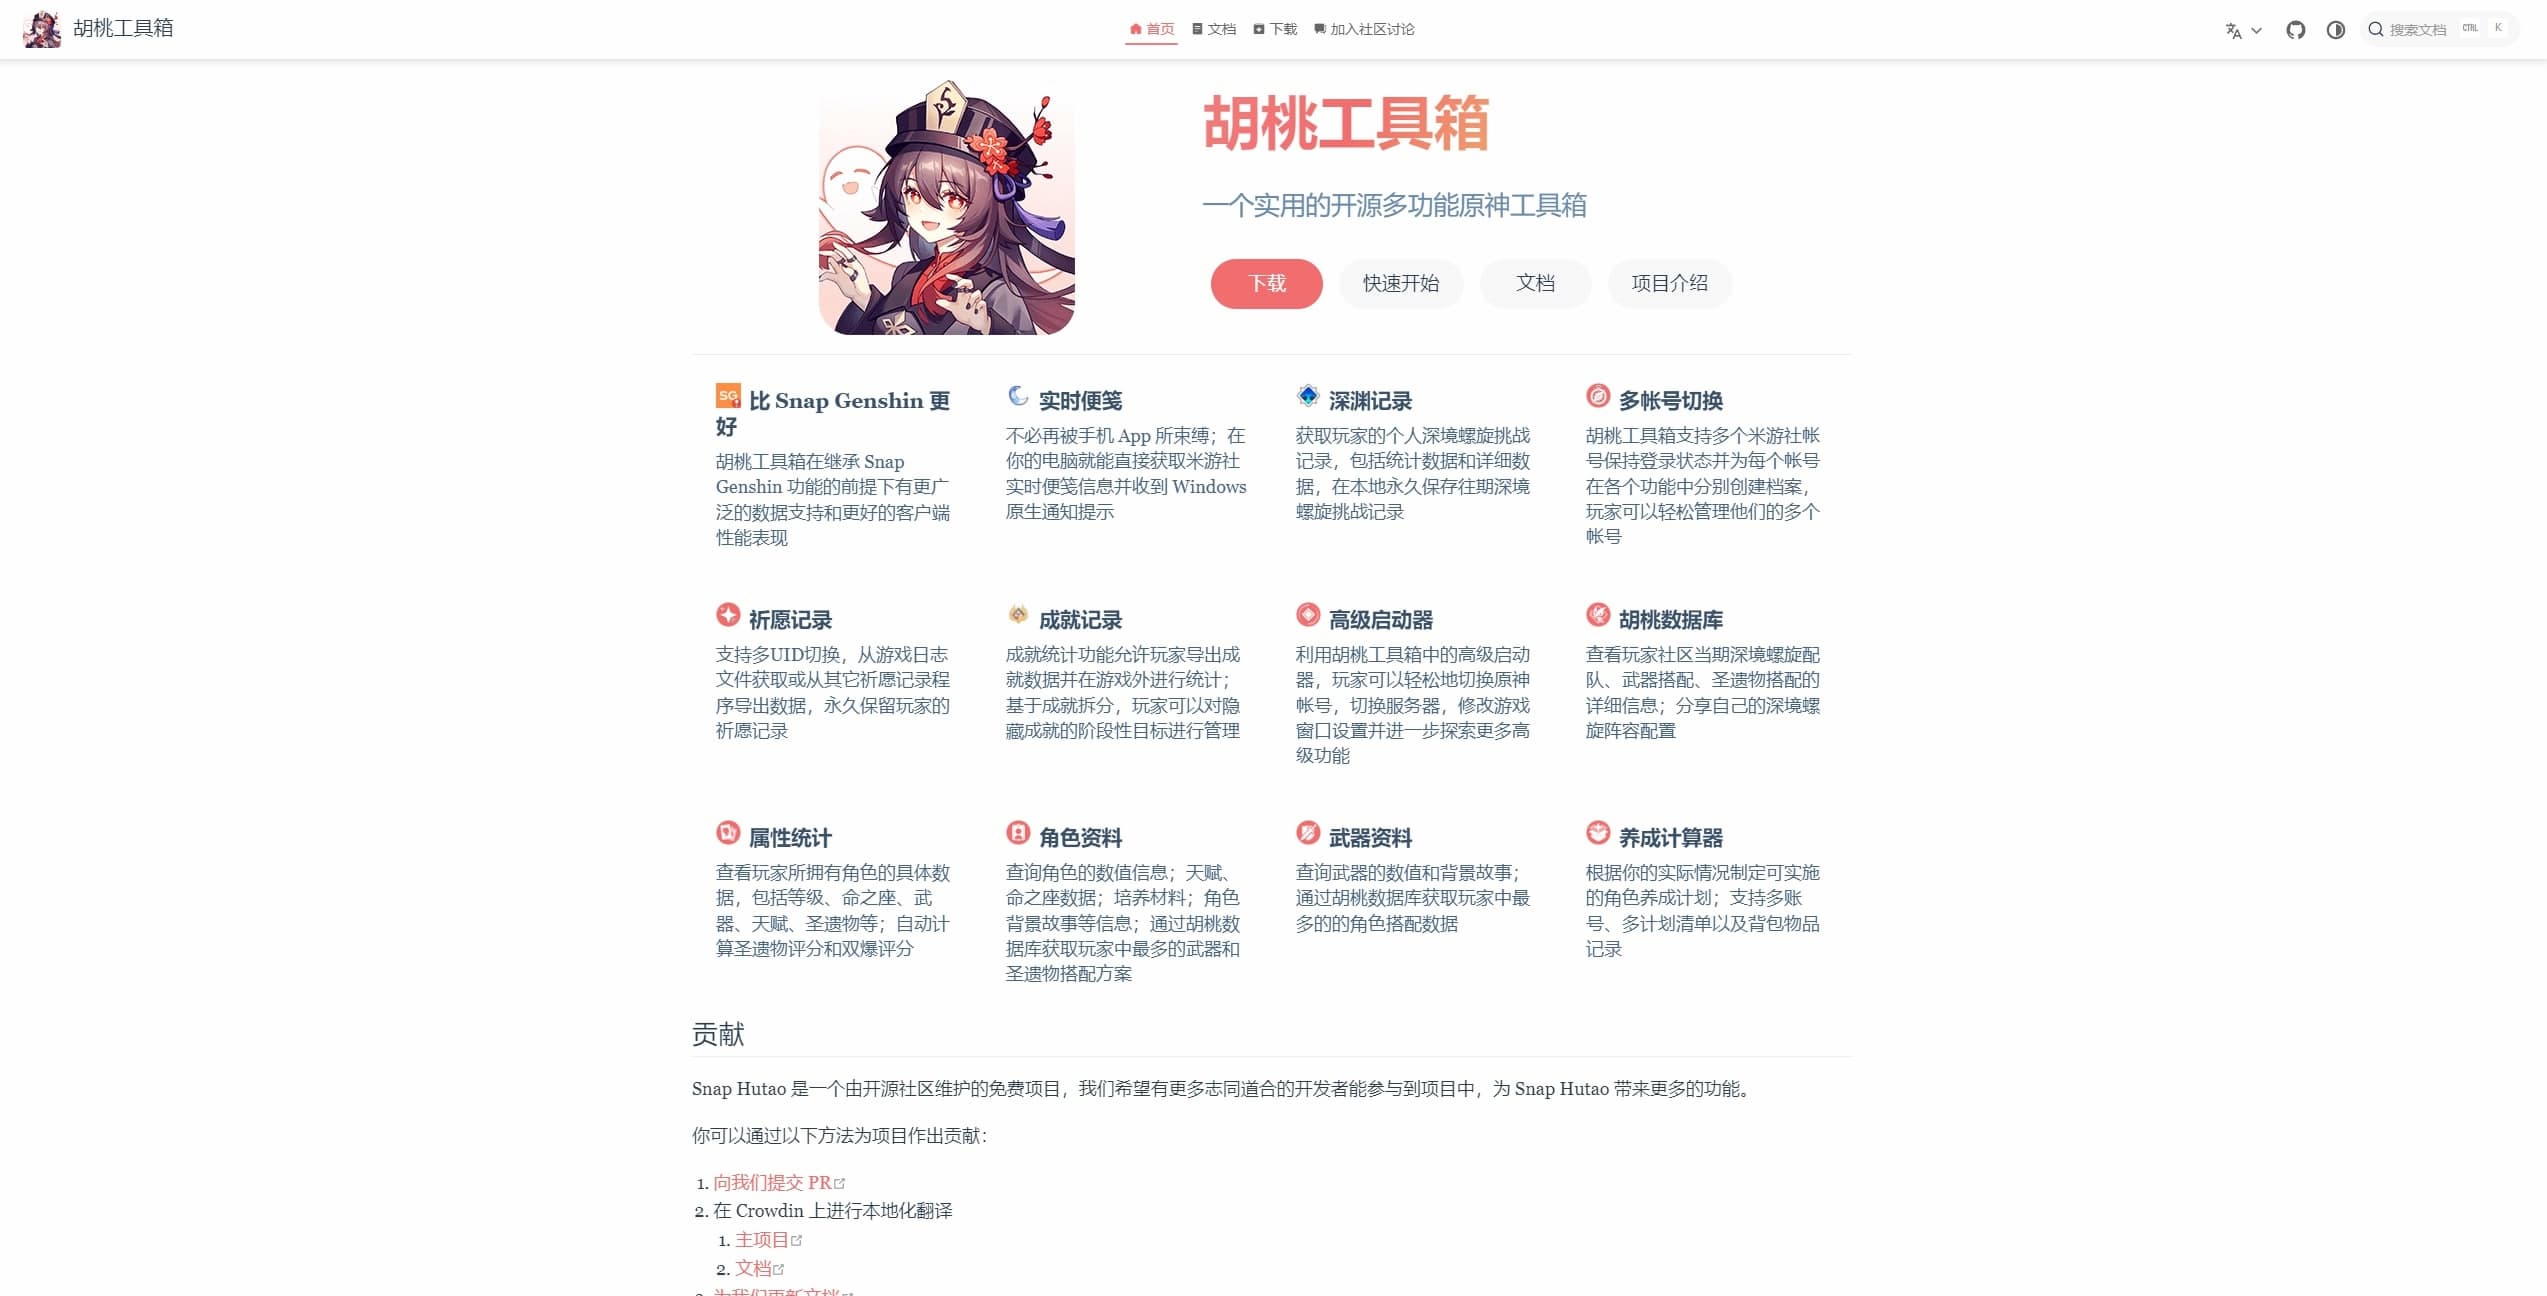 胡桃工具箱
首页 文档 下载 加入社区讨论
搜索文档 CTRL K
胡桃工具箱
一个实用的开源多功能原神工具箱
下载 快速开始 文档 项目介绍
SG 比 Snap Genshin 更
好
胡桃工具箱在继承 Snap
Genshin 功能的前提下有更广
泛的数据支持和更好的客户端
性能表现
实时便笺
不必再被手机 App 所束缚；在
你的电脑就能直接获取米游社
实时便笺信息并收到 Windows
原生通知提示
深渊记录
获取玩家的个人深境螺旋挑战
记录，包括统计数据和详细数
据，在本地永久保存往期深境
螺旋挑战记录
多帐号切换
胡桃工具箱支持多个米游社帐
号保持登录状态并为每个帐号
在各个功能中分别创建档案，
玩家可以轻松管理他们的多个
帐号
祈愿记录
支持多UID切换，从游戏日志
文件获取或从其它祈愿记录程
序导出数据，永久保留玩家的
祈愿记录
成就记录
成就统计功能允许玩家导出成
就数据并在游戏外进行统计；
基于成就拆分，玩家可以对隐
藏成就的阶段性目标进行管理
高级启动器
利用胡桃工具箱中的高级启动
器，玩家可以轻松地切换原神
帐号，切换服务器，修改游戏
窗口设置并进一步探索更多高
级功能
胡桃数据库
查看玩家社区当期深境螺旋配
队、武器搭配、圣遗物搭配的
详细信息；分享自己的深境螺
旋阵容配置
属性统计
查看玩家所拥有角色的具体数
据，包括等级、命之座、武
器、天赋、圣遗物等；自动计
算圣遗物评分和双爆评分
角色资料
查询角色的数值信息；天赋、
命之座数据；培养材料；角色
背景故事等信息；通过胡桃数
据库获取玩家中最多的武器和
圣遗物搭配方案
武器资料
查询武器的数值和背景故事；
通过胡桃数据库获取玩家中最
多的的角色搭配数据
养成计算器
根据你的实际情况制定可实施
的角色养成计划；支持多账
号、多计划清单以及背包物品
记录
贡献
Snap Hutao 是一个由开源社区维护的免费项目，我们希望有更多志同道合的开发者能参与到项目中，为 Snap Hutao 带来更多的功能。
你可以通过以下方法为项目作出贡献：
1. 向我们提交 PR
2. 在 Crowdin 上进行本地化翻译
1. 主项目
2. 文档
3. 为我们更新文档